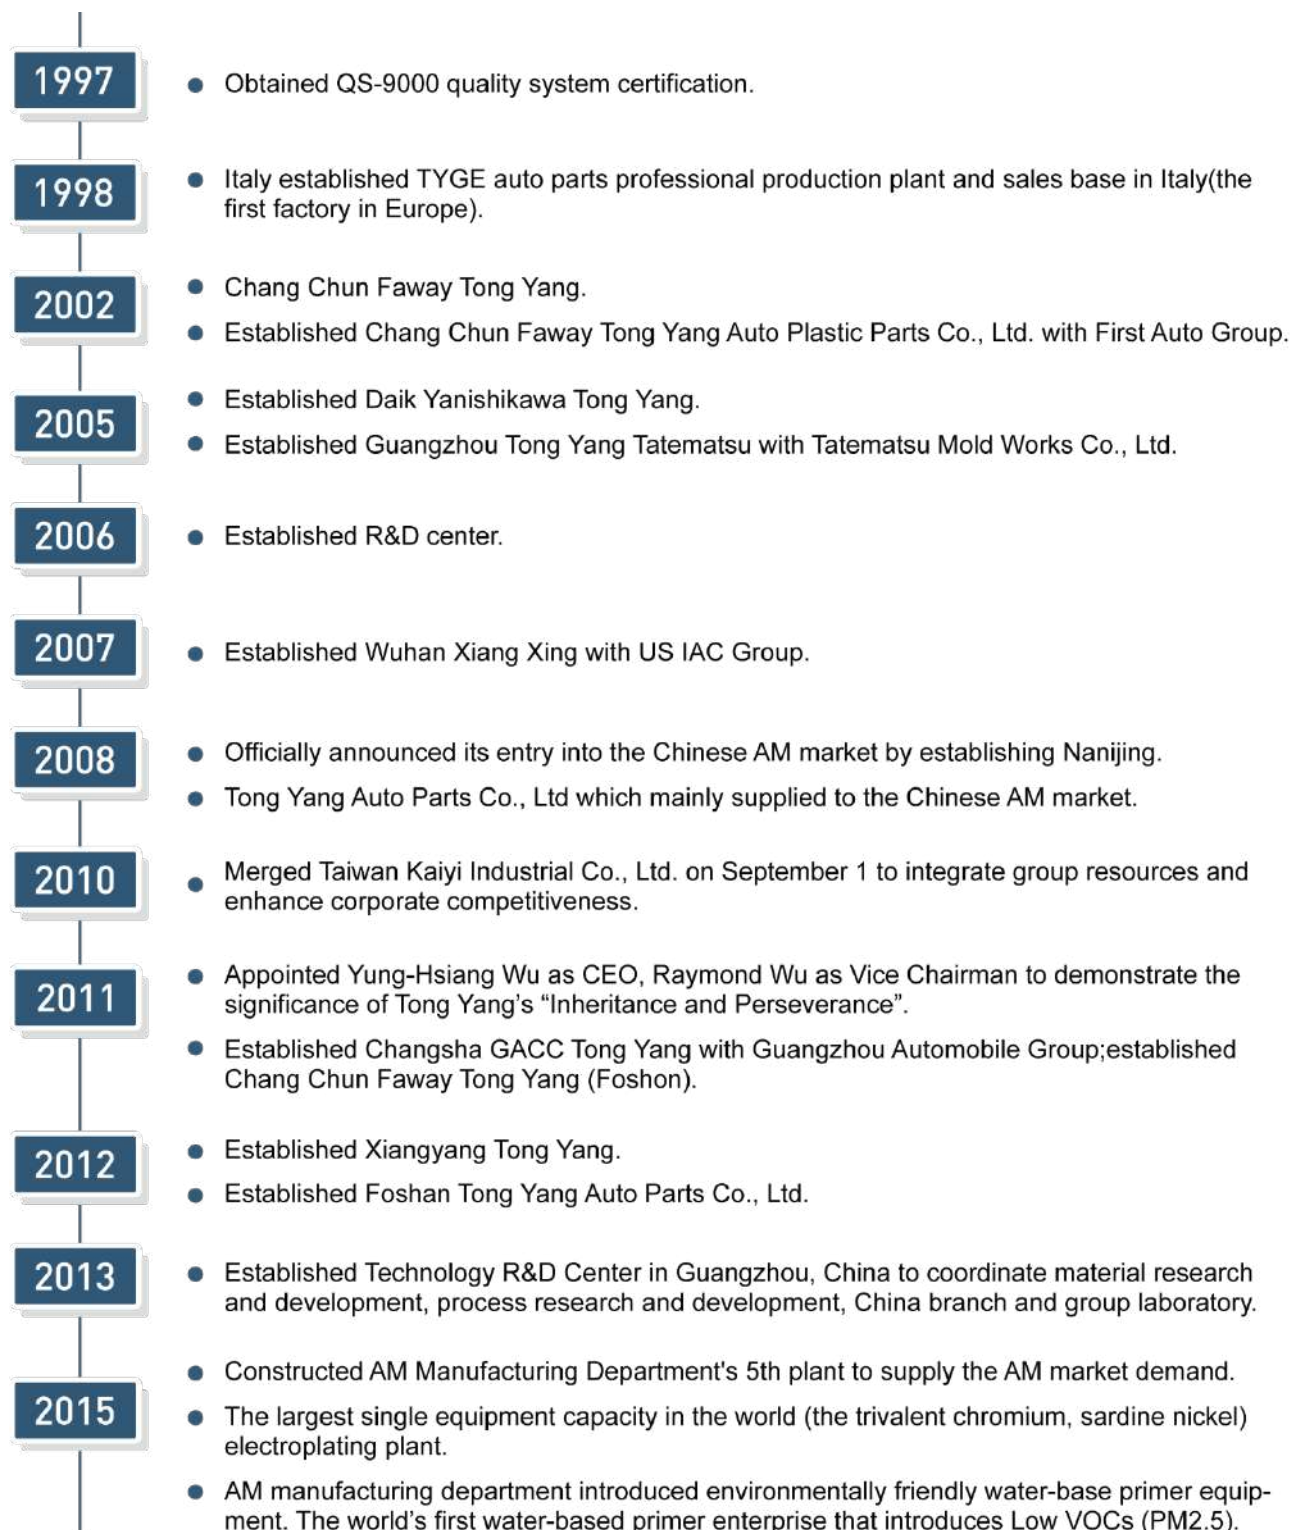 1997
Obtained QS-9000 quality system certification.
1998
Italy established TYGE auto parts professional production plant and sales base in Italy(the
first factory in Europe).
2002
Chang Chun Faway Tong Yang.
Established Chang Chun Faway Tong Yang Auto Plastic Parts Co., Ltd. with First Auto Group.
2005
Established Daik Yanishikawa Tong Yang.
Established Guangzhou Tong Yang Tatematsu with Tatematsu Mold Works Co., Ltd.
2006
Established R&D center.
2007
Established Wuhan Xiang Xing with US IAC Group.
2008
Officially announced its entry into the Chinese AM market by establishing Nanijing.
Tong Yang Auto Parts Co., Ltd which mainly supplied to the Chinese AM market.
2010
Merged Taiwan Kaiyi Industrial Co., Ltd. on September 1 to integrate group resources and
enhance corporate competitiveness.
2011
Appointed Yung-Hsiang Wu as CEO, Raymond Wu as Vice Chairman to demonstrate the
significance of Tong Yang’s “Inheritance and Perseverance”.
Established Changsha GACC Tong Yang with Guangzhou Automobile Group;established
Chang Chun Faway Tong Yang (Foshon).
2012
Established Xiangyang Tong Yang.
Established Foshan Tong Yang Auto Parts Co., Ltd.
2013
Established Technology R&D Center in Guangzhou, China to coordinate material research
and development, process research and development, China branch and group laboratory.
2015
Constructed AM Manufacturing Department's 5th plant to supply the AM market demand.
The largest single equipment capacity in the world (the trivalent chromium, sardine nickel)
electroplating plant.
AM manufacturing department introduced environmentally friendly water-base primer equip-
ment. The world’s first water-based primer enterprise that introduces Low VOCs (PM2.5).